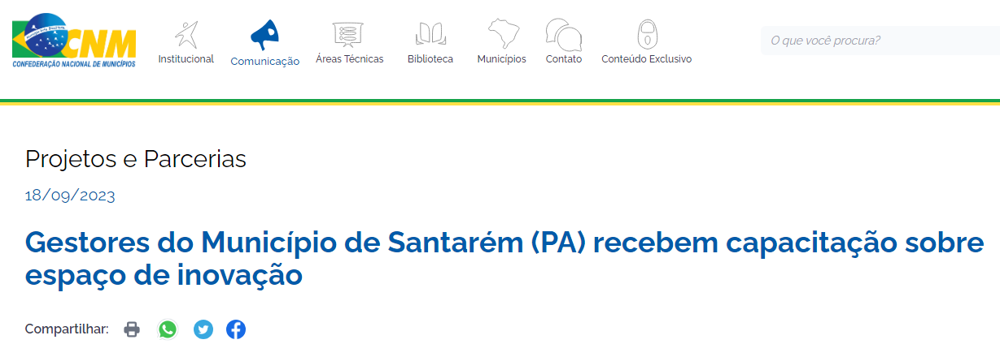 CNM
CONFEDERAÇÃO NACIONAL DE MUNICÍPIOS
Institucional
Comunicação
Áreas Técnicas
Biblioteca
Municípios
Contato
Conteúdo Exclusivo
O que você procura?
Projetos e Parcerias
18/09/2023
Gestores do Município de Santarém (PA) recebem capacitação sobre
espaço de inovação
Compartilhar: